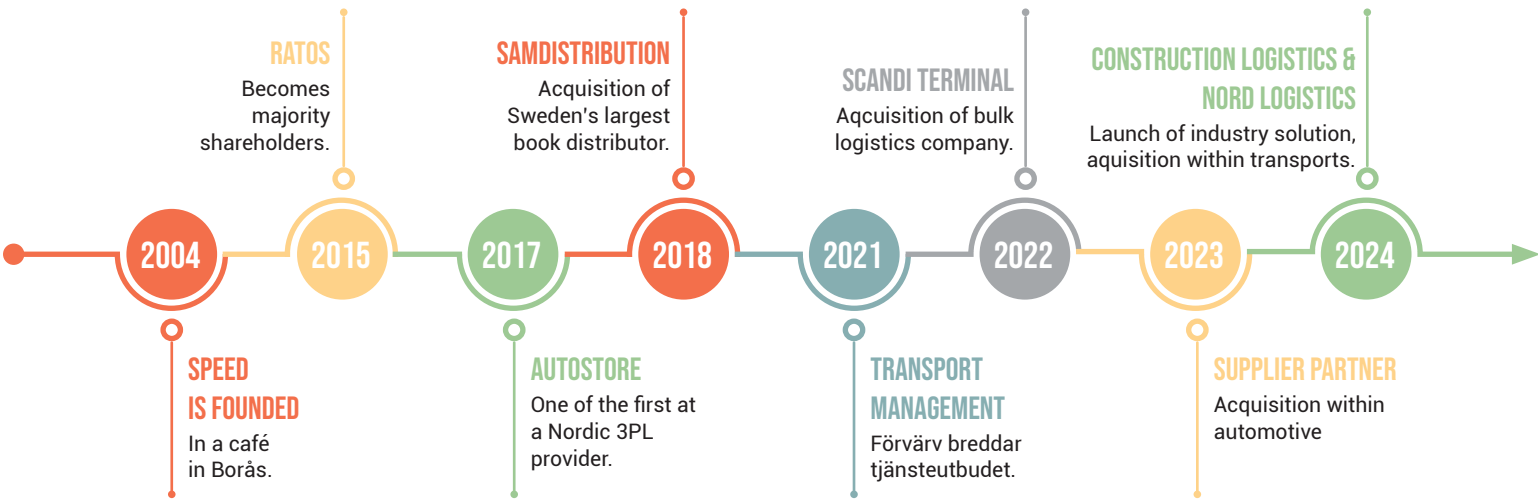 RATOS
Becomes
majority
shareholders.
SAMDISTRIBUTION
Acquisition of
Sweden's largest
book distributor.
SCANDI TERMINAL
Aqcuisition of bulk
logistics company.
CONSTRUCTION LOGISTICS &
NORD LOGISTICS
Launch of industry solution,
aquisition within transports.
2004
2015
2017
2018
2021
2022
2023
2024
SPEED
IS FOUNDED
In a café
in Borås.
AUTOSTORE
One of the first at
a Nordic 3PL
provider.
TRANSPORT
MANAGEMENT
Förvärv breddar
tjänsteutbudet.
SUPPLIER PARTNER
Acquisition within
automotive